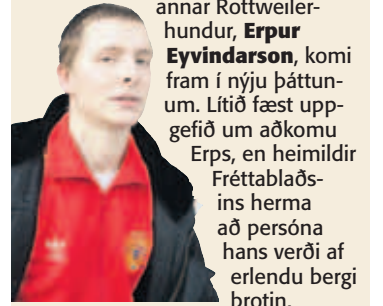 annar Rottweiler-
hundur, Erpur
Eyvindarson, komi
fram í nýju þáttun-
um. Lítið fæst upp-
gefið um aðkomu
Erps, en heimildir
Fréttablaðs-
ins herma
að persóna
hans verði af
erlendu bergi
brotin.